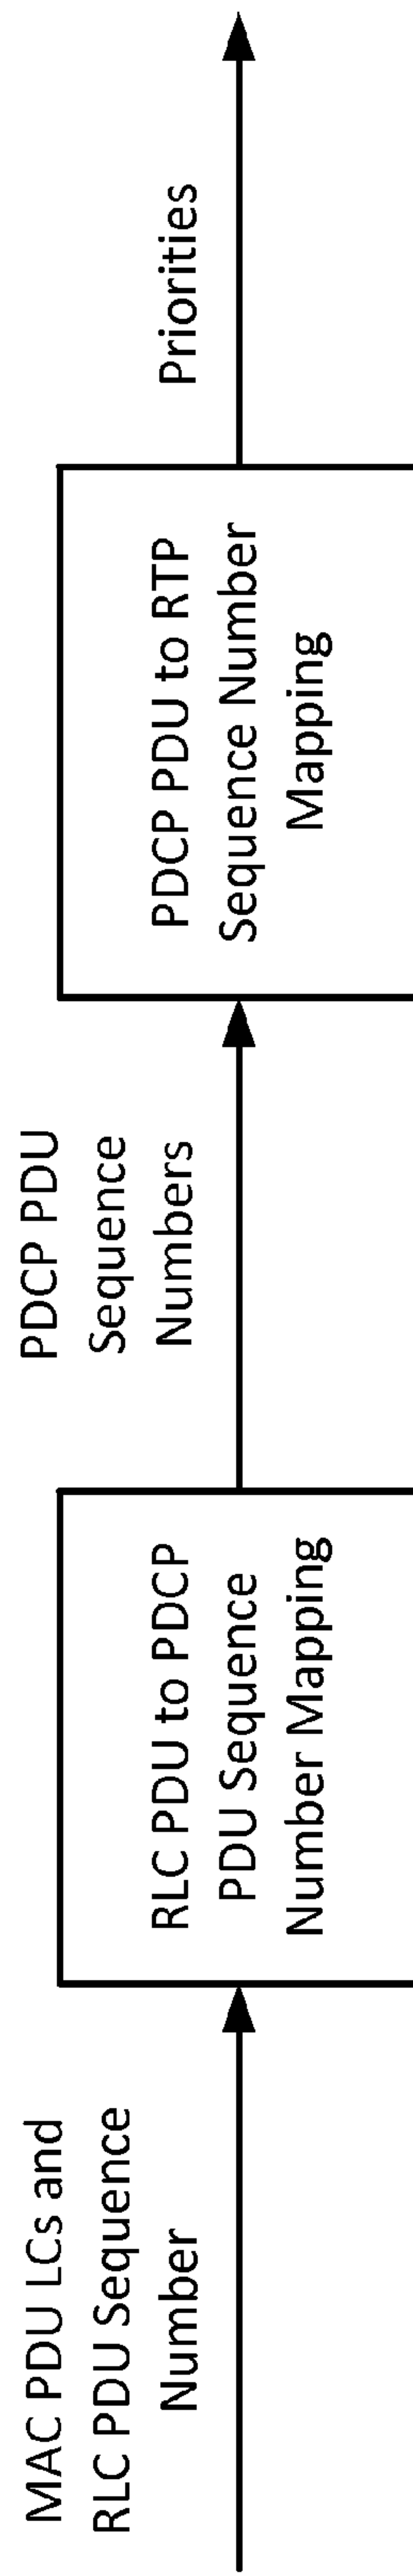 MAC PDU LCs and
RLC PDU Sequence
Number
RLC PDU to PDCP
PDU Sequence
Number Mapping
PDCP PDU
Sequence
Numbers
PDCP PDU to RTP
Sequence Number
Mapping
Priorities